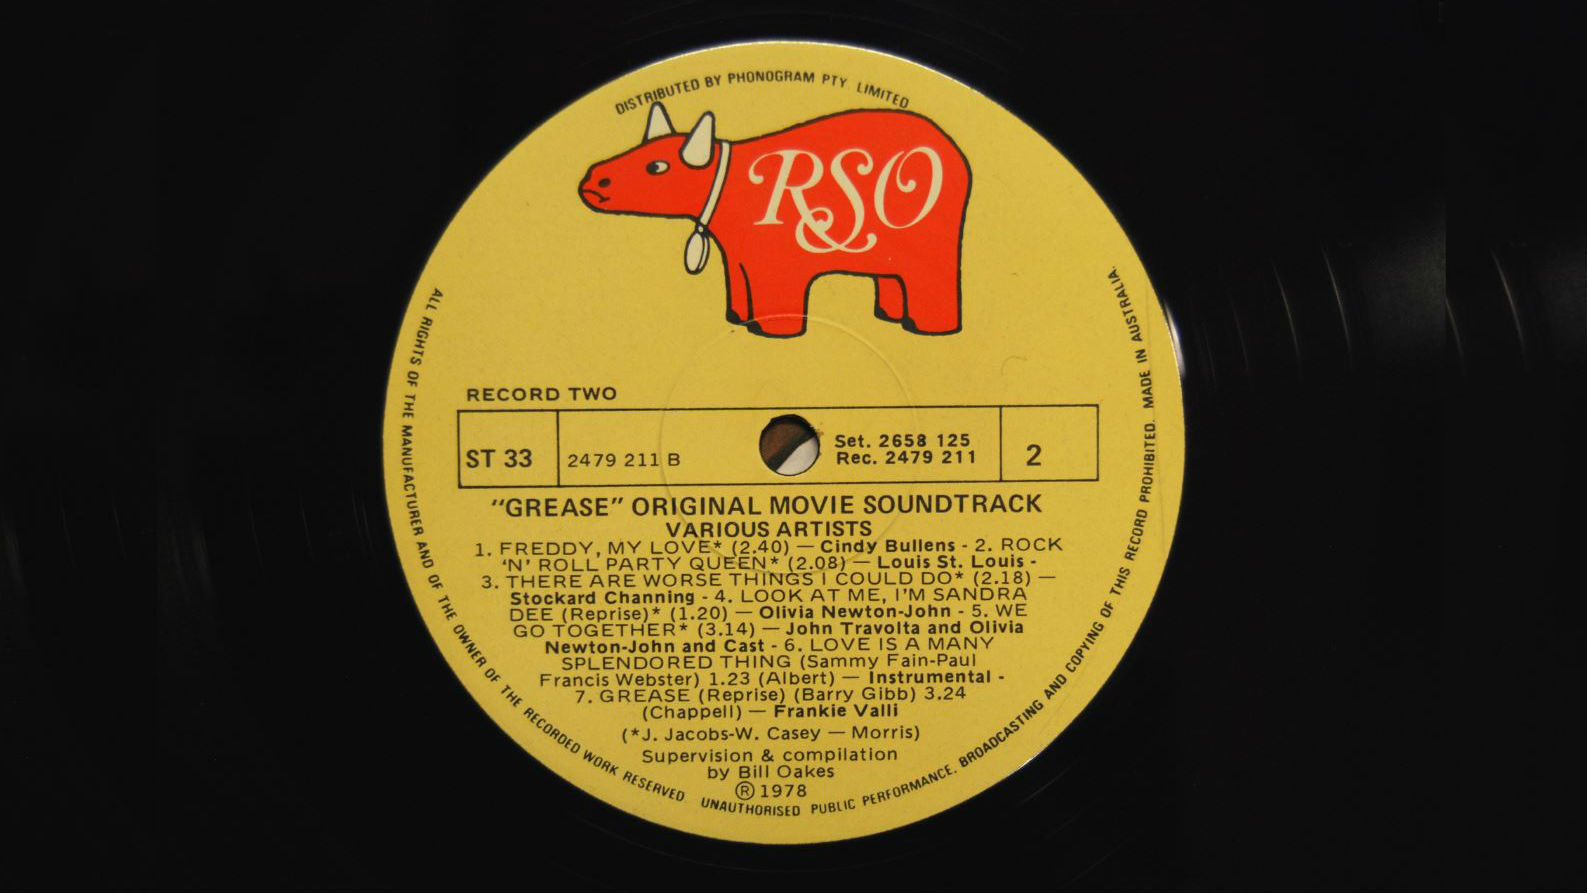 DISTRIBUTED BY PHONOGRAM PTY. LIMITED
RSO
RECORD TWO
ST 33
2479 211 B
Set. 2658 125
Rec. 2479 211
2
“GREASE” ORIGINAL MOVIE SOUNDTRACK
VARIOUS ARTISTS
1. FREDDY, MY LOVE* (2.40) — Cindy Bullens - 2. ROCK
‘N’ ROLL PARTY QUEEN* (2.08) — Louis St. Louis -
3. THERE ARE WORSE THINGS I COULD DO* (2.18) —
Stockard Channing - 4. LOOK AT ME, I’M SANDRA
DEE (Reprise)* (1.20) — Olivia Newton-John - 5. WE
GO TOGETHER* (3.14) — John Travolta and Olivia
Newton-John and Cast - 6. LOVE IS A MANY
SPLENDORED THING (Sammy Fain-Paul
Francis Webster) 1.23 (Albert) — Instrumental -
7. GREASE (Reprise) (Barry Gibb) 3.24
(Chappell) — Frankie Valli
(*J. Jacobs-W. Casey — Morris)
Supervision & compilation
by Bill Oakes
Ⓡ 1978
ALL RIGHTS OF THE MANUFACTURER AND OF THE OWNER OF THE RECORDED WORK RESERVED UNAUTHORISED PUBLIC PERFORMANCE. BROADCASTING AND COPYING OF THIS RECORD PROHIBITED. MADE IN AUSTRALIA.